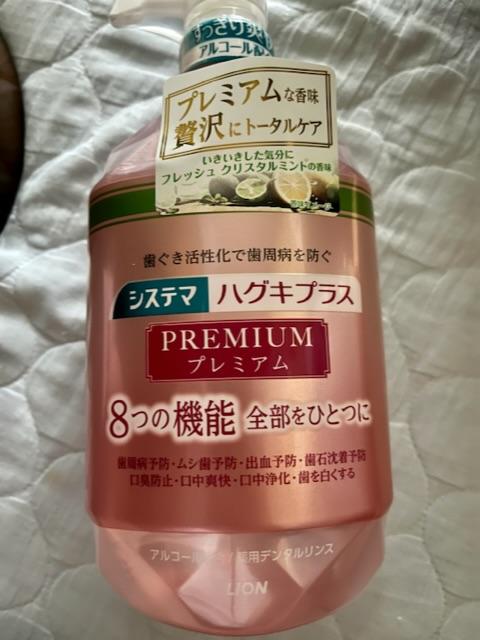 すっきり爽
アルコール
プレミアムな香味
贅沢にトータルケア
いきいきした気分に
フレッシュ クリスタルミントの香味
歯ぐき活性化で歯周病を防ぐ
システマ ハグキプラス
PREMIUM
プレミアム
8つの機能 全部をひとつに
歯周病予防・ムシ歯予防・出血予防・歯石沈着予防
口臭防止・口中爽快・口中浄化・歯を白くする
アルコール /薬用デンタルリンス
LION